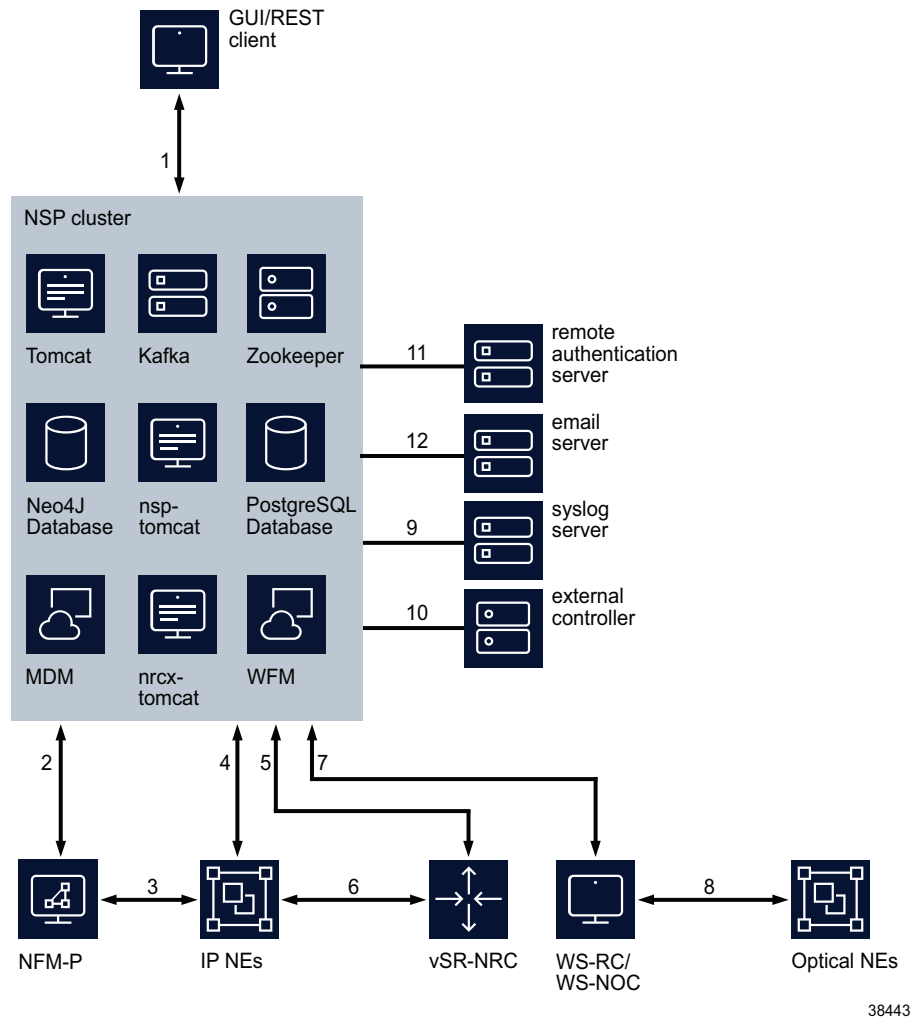 GUI/REST
client
1
NSP cluster
Tomcat
Kafka
Zookeeper
11
remote
authentication
server
12
email
server
Neo4J
Database
nsp-
tomcat
PostgreSQL
Database
9
syslog
server
10
external
controller
MDM
nrcx-
tomcat
WFM
2
4
5
7
3
6
8
NFM-P
IP NEs
vSR-NRC
WS-RC/
WS-NOC
Optical NEs
38443